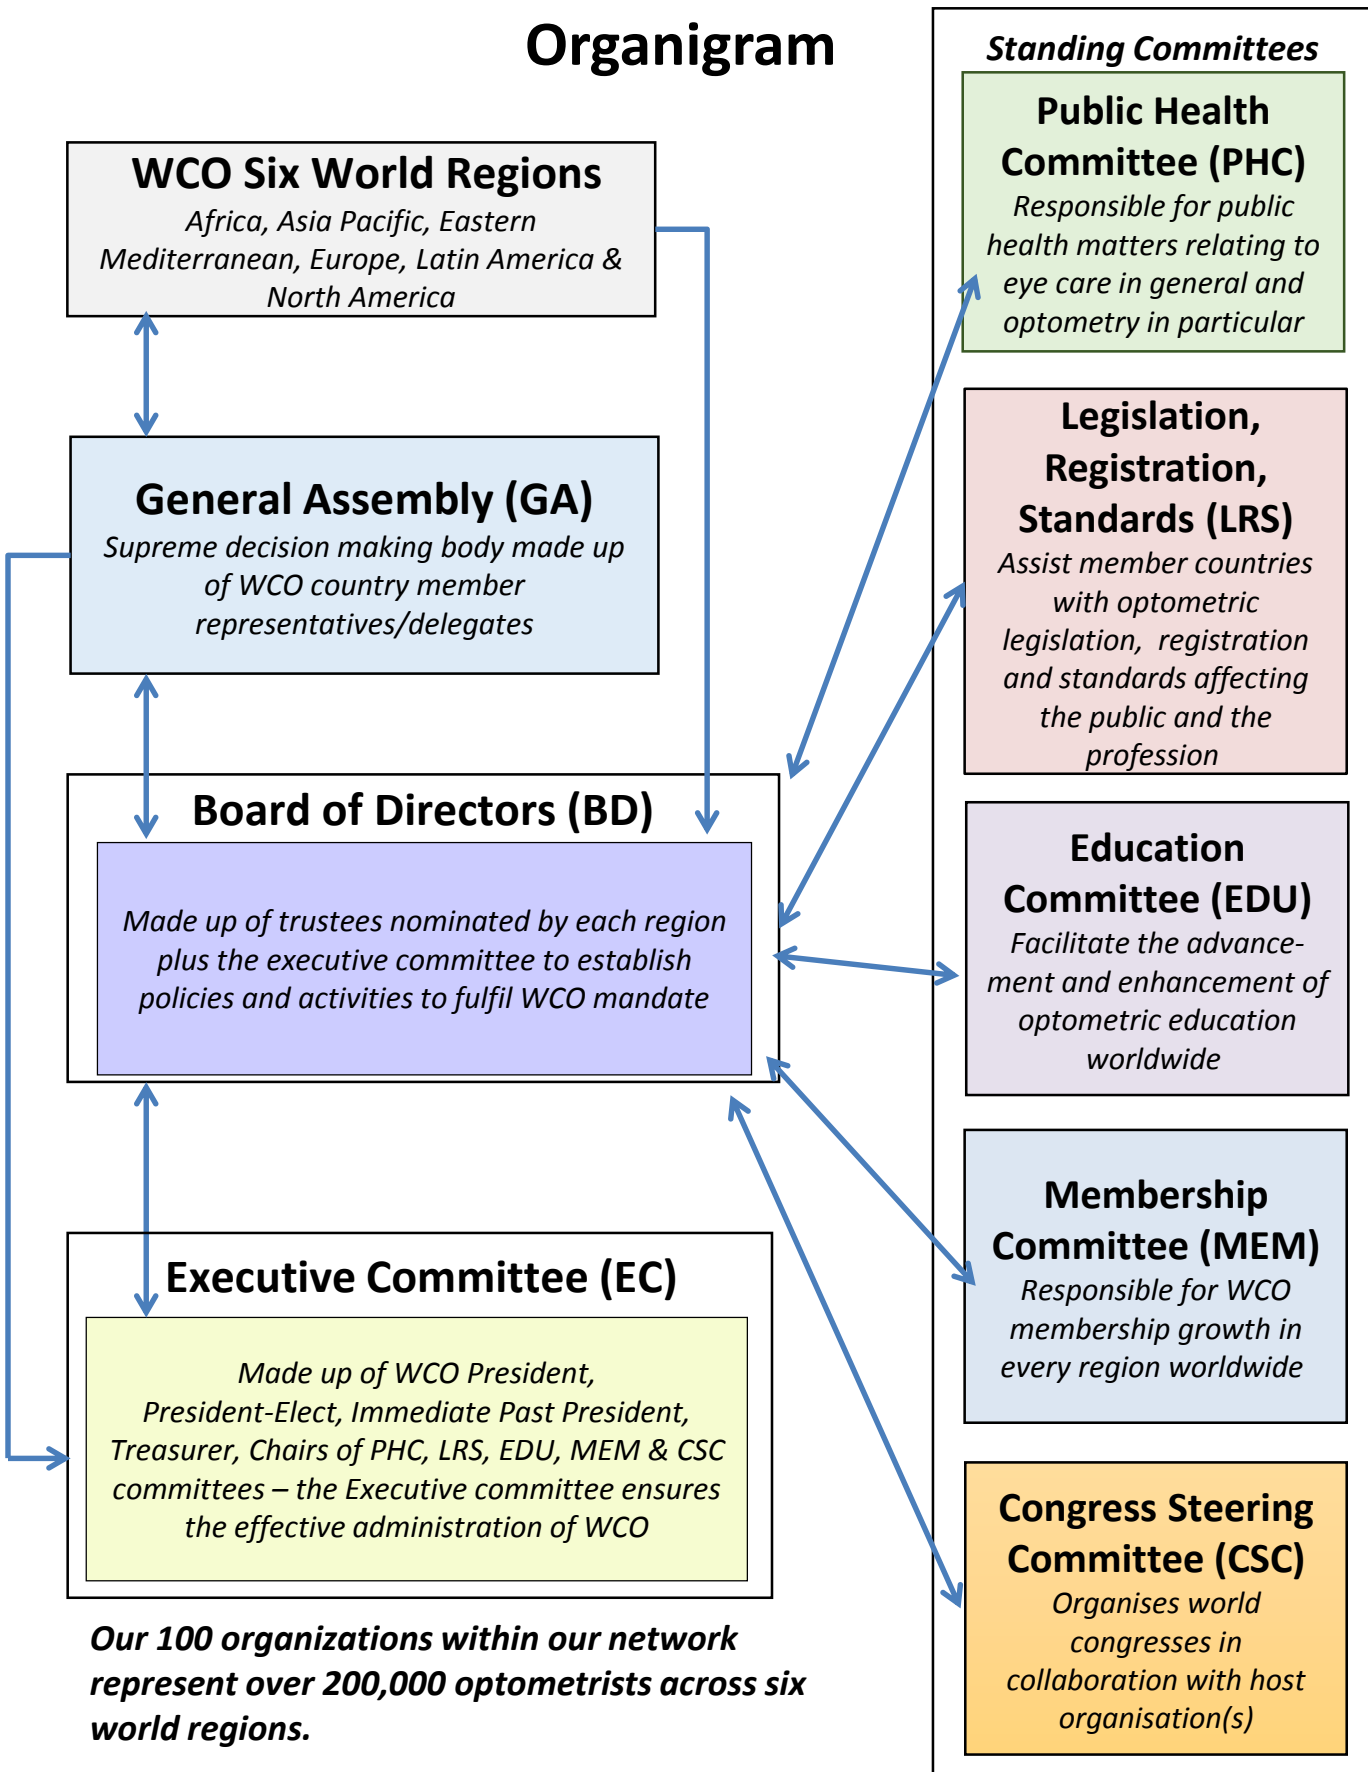 Organigram
WCO Six World Regions
Africa, Asia Pacific, Eastern
Mediterranean, Europe, Latin America &
North America
General Assembly (GA)
Supreme decision making body made up
of WCO country member
representatives/delegates
Board of Directors (BD)
Made up of trustees nominated by each region
plus the executive committee to establish
policies and activities to fulfil WCO mandate
Executive Committee (EC)
Made up of WCO President,
President-Elect, Immediate Past President,
Treasurer, Chairs of PHC, LRS, EDU, MEM & CSC
committees – the Executive committee ensures
the effective administration of WCO
Our 100 organizations within our network
represent over 200,000 optometrists across six
world regions.
Standing Committees
Public Health
Committee (PHC)
Responsible for public
health matters relating to
eye care in general and
optometry in particular
Legislation,
Registration,
Standards (LRS)
Assist member countries
with optometric
legislation,  registration
and standards affecting
the public and the
profession
Education
Committee (EDU)
Facilitate the advance-
ment and enhancement of
optometric education
worldwide
Membership
Committee (MEM)
Responsible for WCO
membership growth in
every region worldwide
Congress Steering
Committee (CSC)
Organises world
congresses in
collaboration with host
organisation(s)